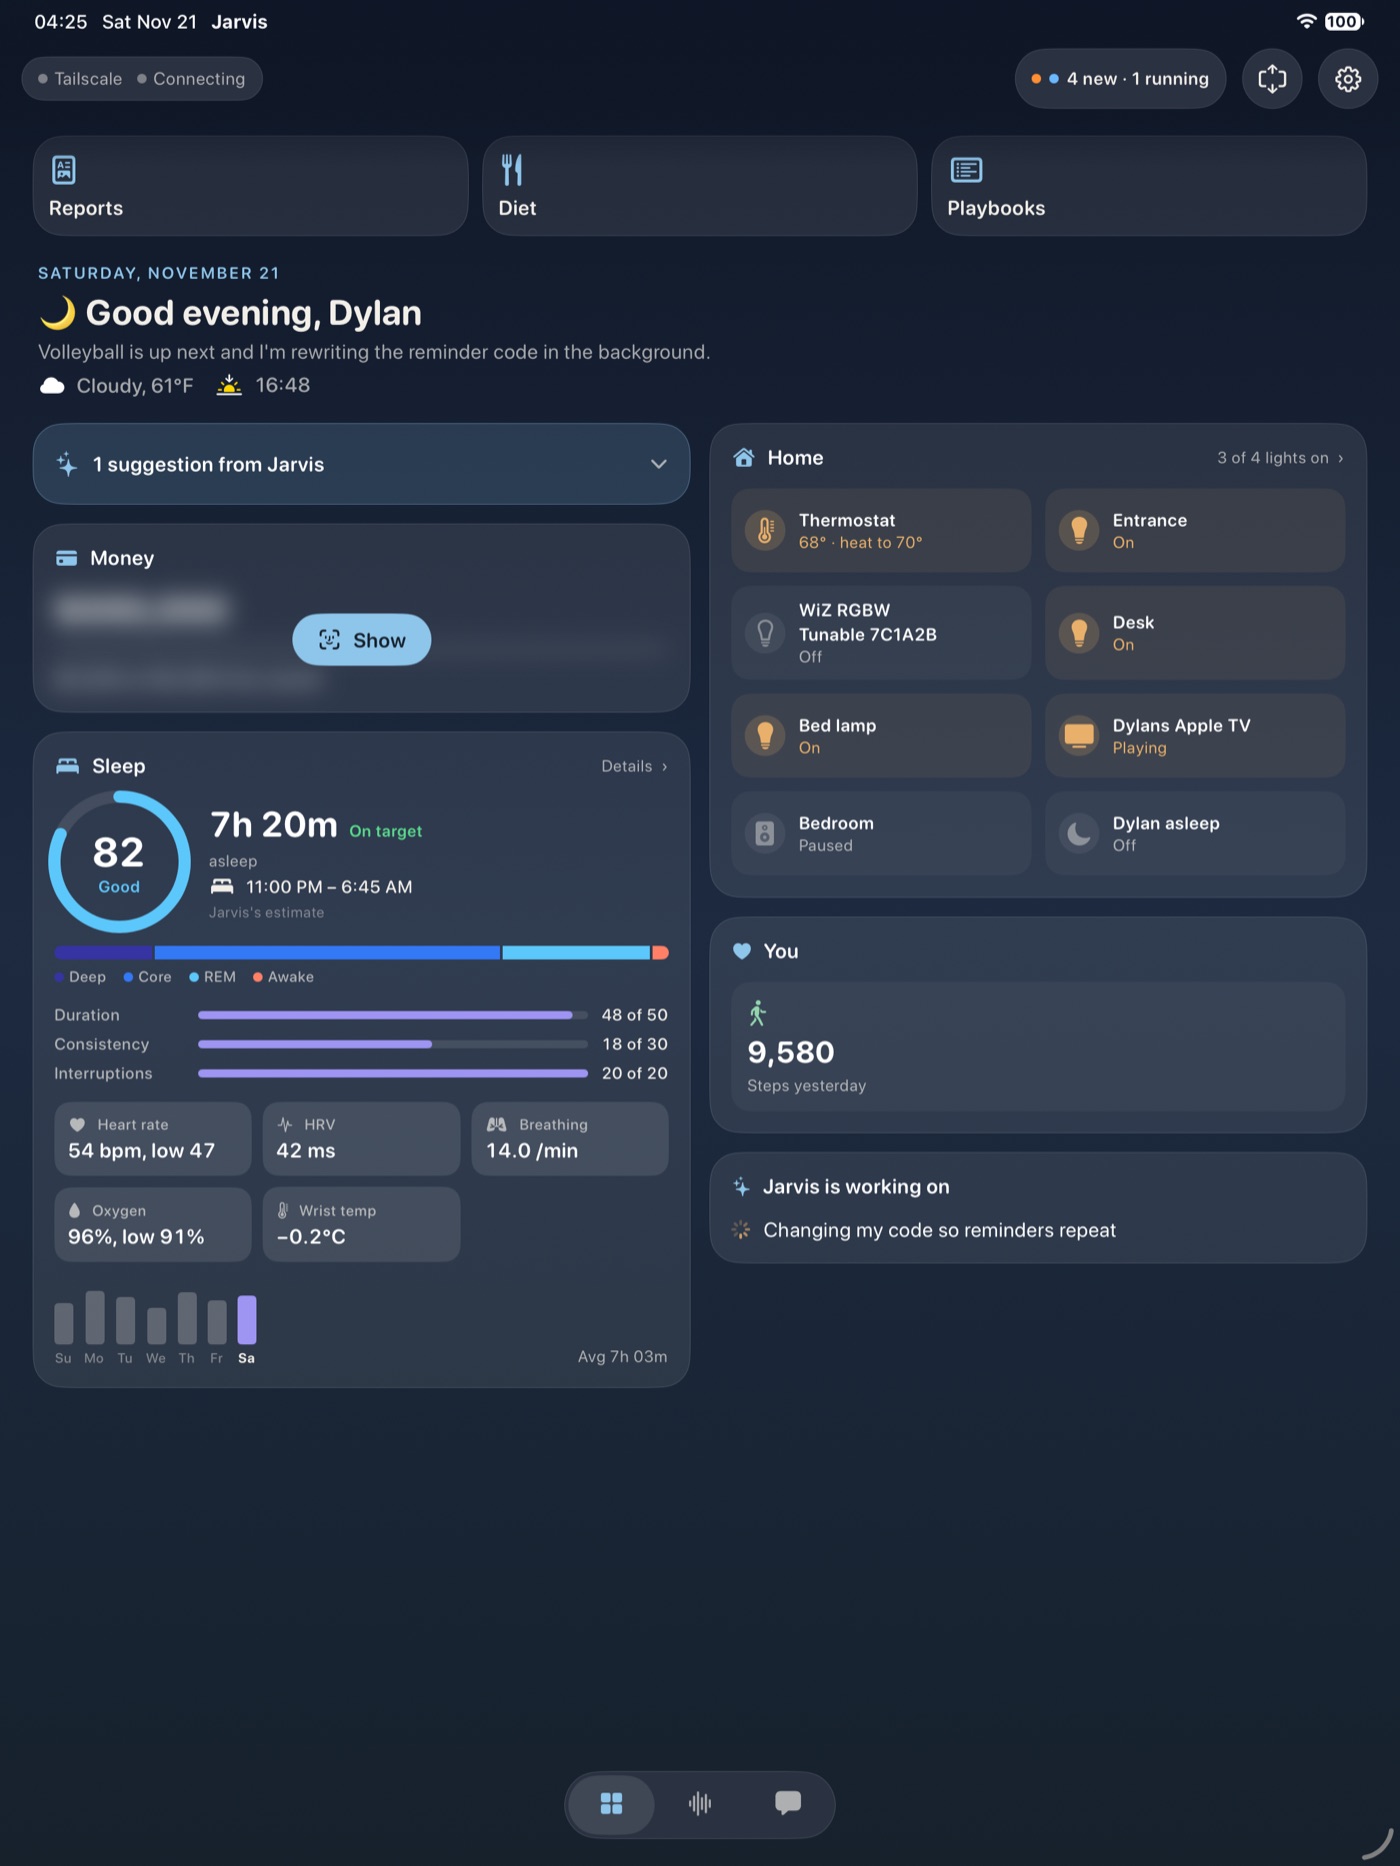 04:25 Sat Nov 21 Jarvis
100
Tailscale Connecting
4 new · 1 running
Reports
Diet
Playbooks
SATURDAY, NOVEMBER 21
Good evening, Dylan
Volleyball is up next and I'm rewriting the reminder code in the background.
Cloudy, 61°F 16:48
1 suggestion from Jarvis
Money
Show
Sleep
Details ›
82
Good
7h 20m On target
asleep
11:00 PM – 6:45 AM
Jarvis's estimate
Deep Core REM Awake
Duration 48 of 50
Consistency 18 of 30
Interruptions 20 of 20
Heart rate
54 bpm, low 47
HRV
42 ms
Breathing
14.0 /min
Oxygen
96%, low 91%
Wrist temp
−0.2°C
Su Mo Tu We Th Fr Sa
Avg 7h 03m
Home
3 of 4 lights on ›
Thermostat
68° · heat to 70°
Entrance
On
WiZ RGBW
Tunable 7C1A2B
Off
Desk
On
Bed lamp
On
Dylans Apple TV
Playing
Bedroom
Paused
Dylan asleep
Off
You
9,580
Steps yesterday
Jarvis is working on
Changing my code so reminders repeat